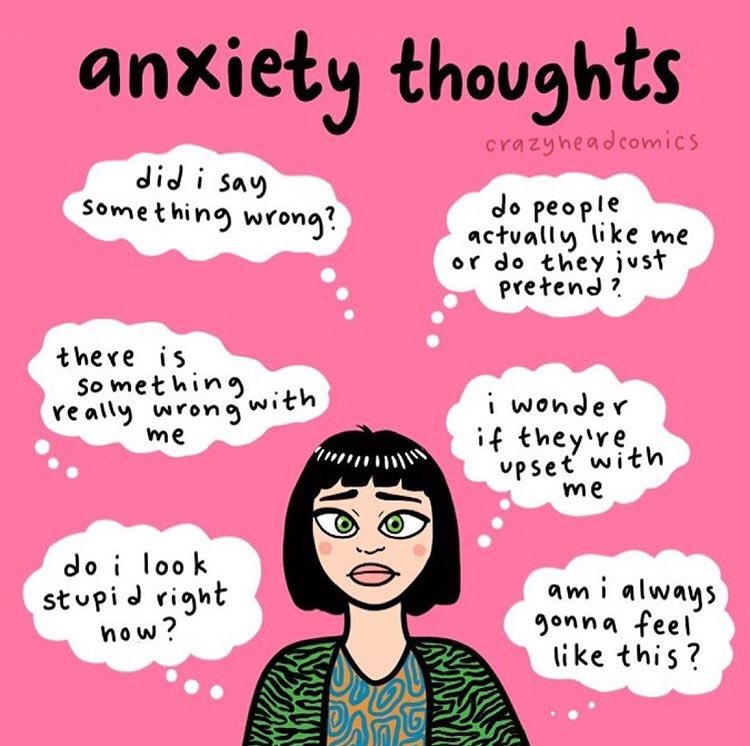 anxiety thoughts
crazyheadcomics
did i say
something wrong?
do people
actually like me
or do they just
pretend?
there is
something
really wrong with
me
i wonder
if they're
upset with
me
do i look
stupid right
now?
am i always
gonna feel
like this?